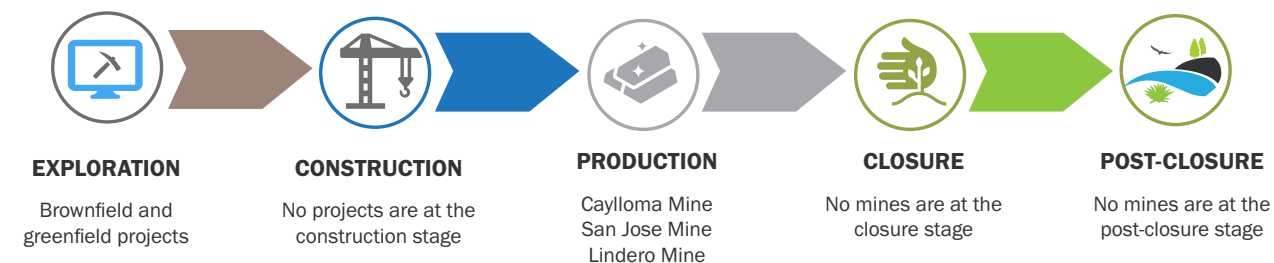 EXPLORATION
Brownfield and
greenfield projects
CONSTRUCTION
No projects are at the
construction stage
PRODUCTION
Caylloma Mine
San Jose Mine
Lindero Mine
CLOSURE
No mines are at the
closure stage
POST-CLOSURE
No mines are at the
post-closure stage